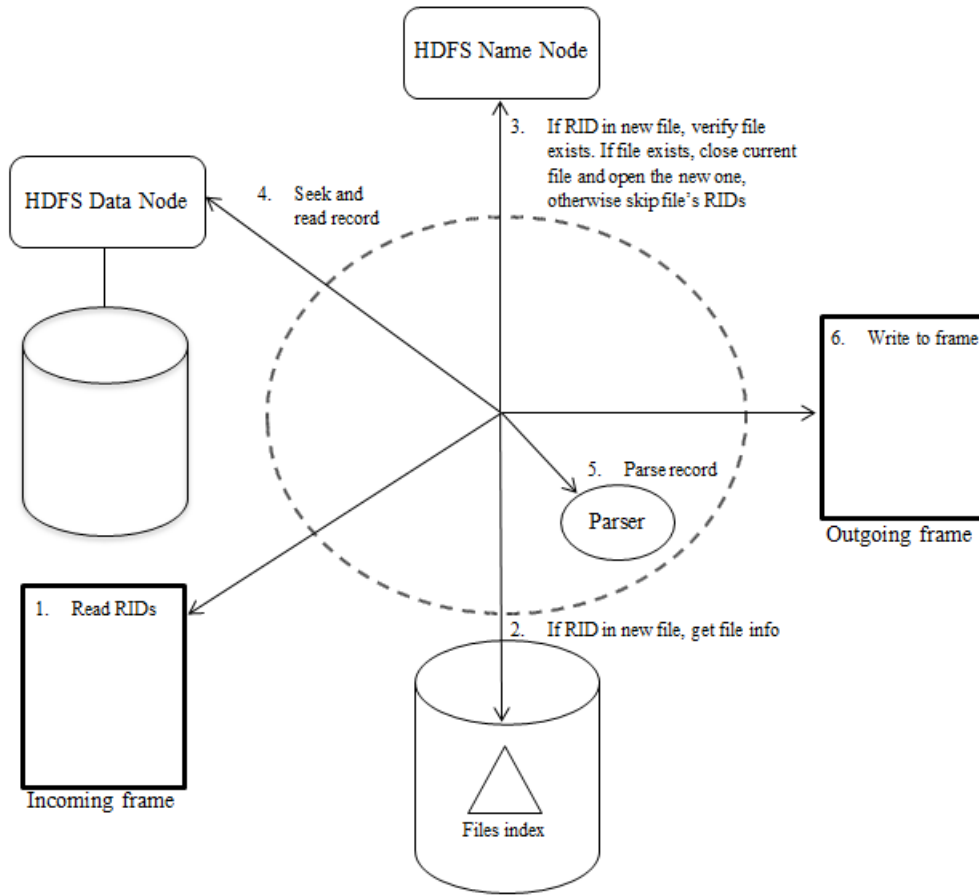 HDFS Name Node
3. If RID in new file, verify file
exists. If file exists, close current
file and open the new one,
otherwise skip file's RIDs
HDFS Data Node
4. Seek and
read record
6. Write to frame
5. Parse record
Parser
Outgoing frame
1. Read RIDs
2. If RID in new file, get file info
Incoming frame
Files index